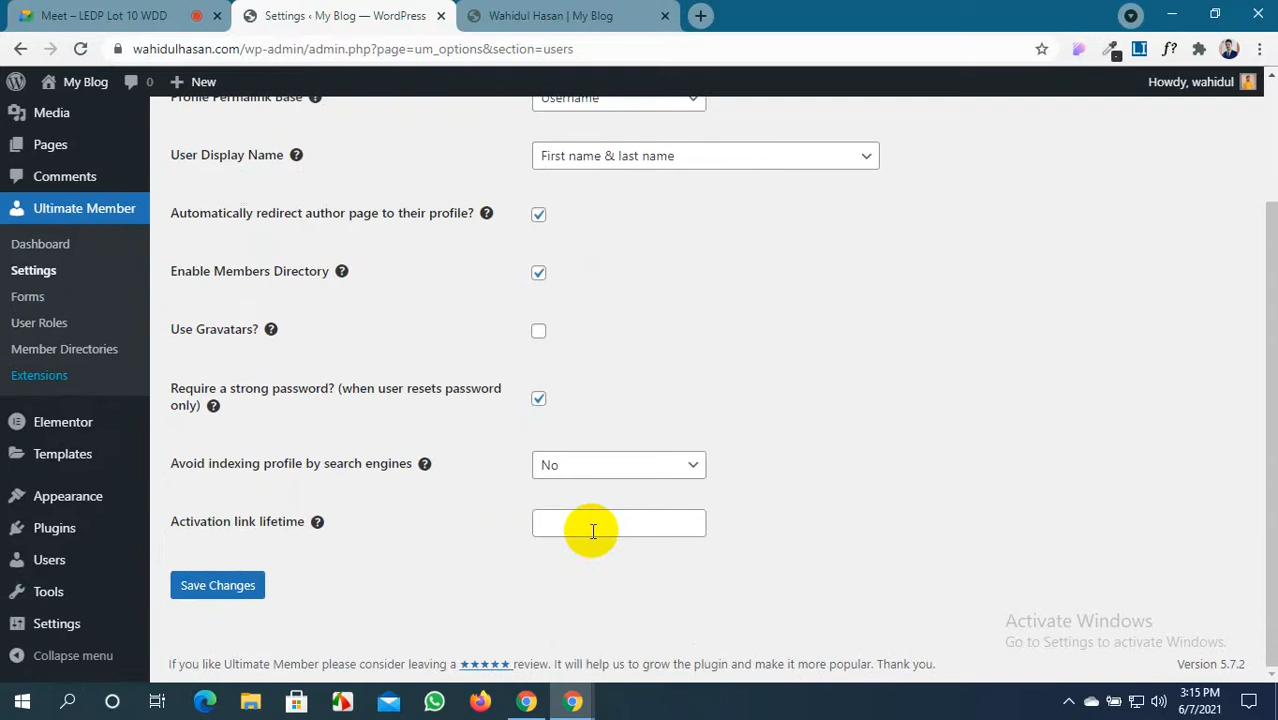 Meet – LEDP Lot 10 WDD
Settings ‹ My Blog — WordPress
Wahidul Hasan | My Blog
wahidulhasan.com/wp-admin/admin.php?page=um_options&section=users
My Blog
0
New
Howdy, wahidul
Media
Pages
Comments
Ultimate Member
Dashboard
Settings
Forms
User Roles
Member Directories
Extensions
Elementor
Templates
Appearance
Plugins
Users
Tools
Settings
Collapse menu
Profile Permalink Base
Username
User Display Name
First name & last name
Automatically redirect author page to their profile?
Enable Members Directory
Use Gravatars?
Require a strong password? (when user resets password
only)
Avoid indexing profile by search engines
No
Activation link lifetime
Save Changes
Activate Windows
Go to Settings to activate Windows.
If you like Ultimate Member please consider leaving a ★★★★★ review. It will help us to grow the plugin and make it more popular. Thank you.
Version 5.7.2
3:15 PM
6/7/2021